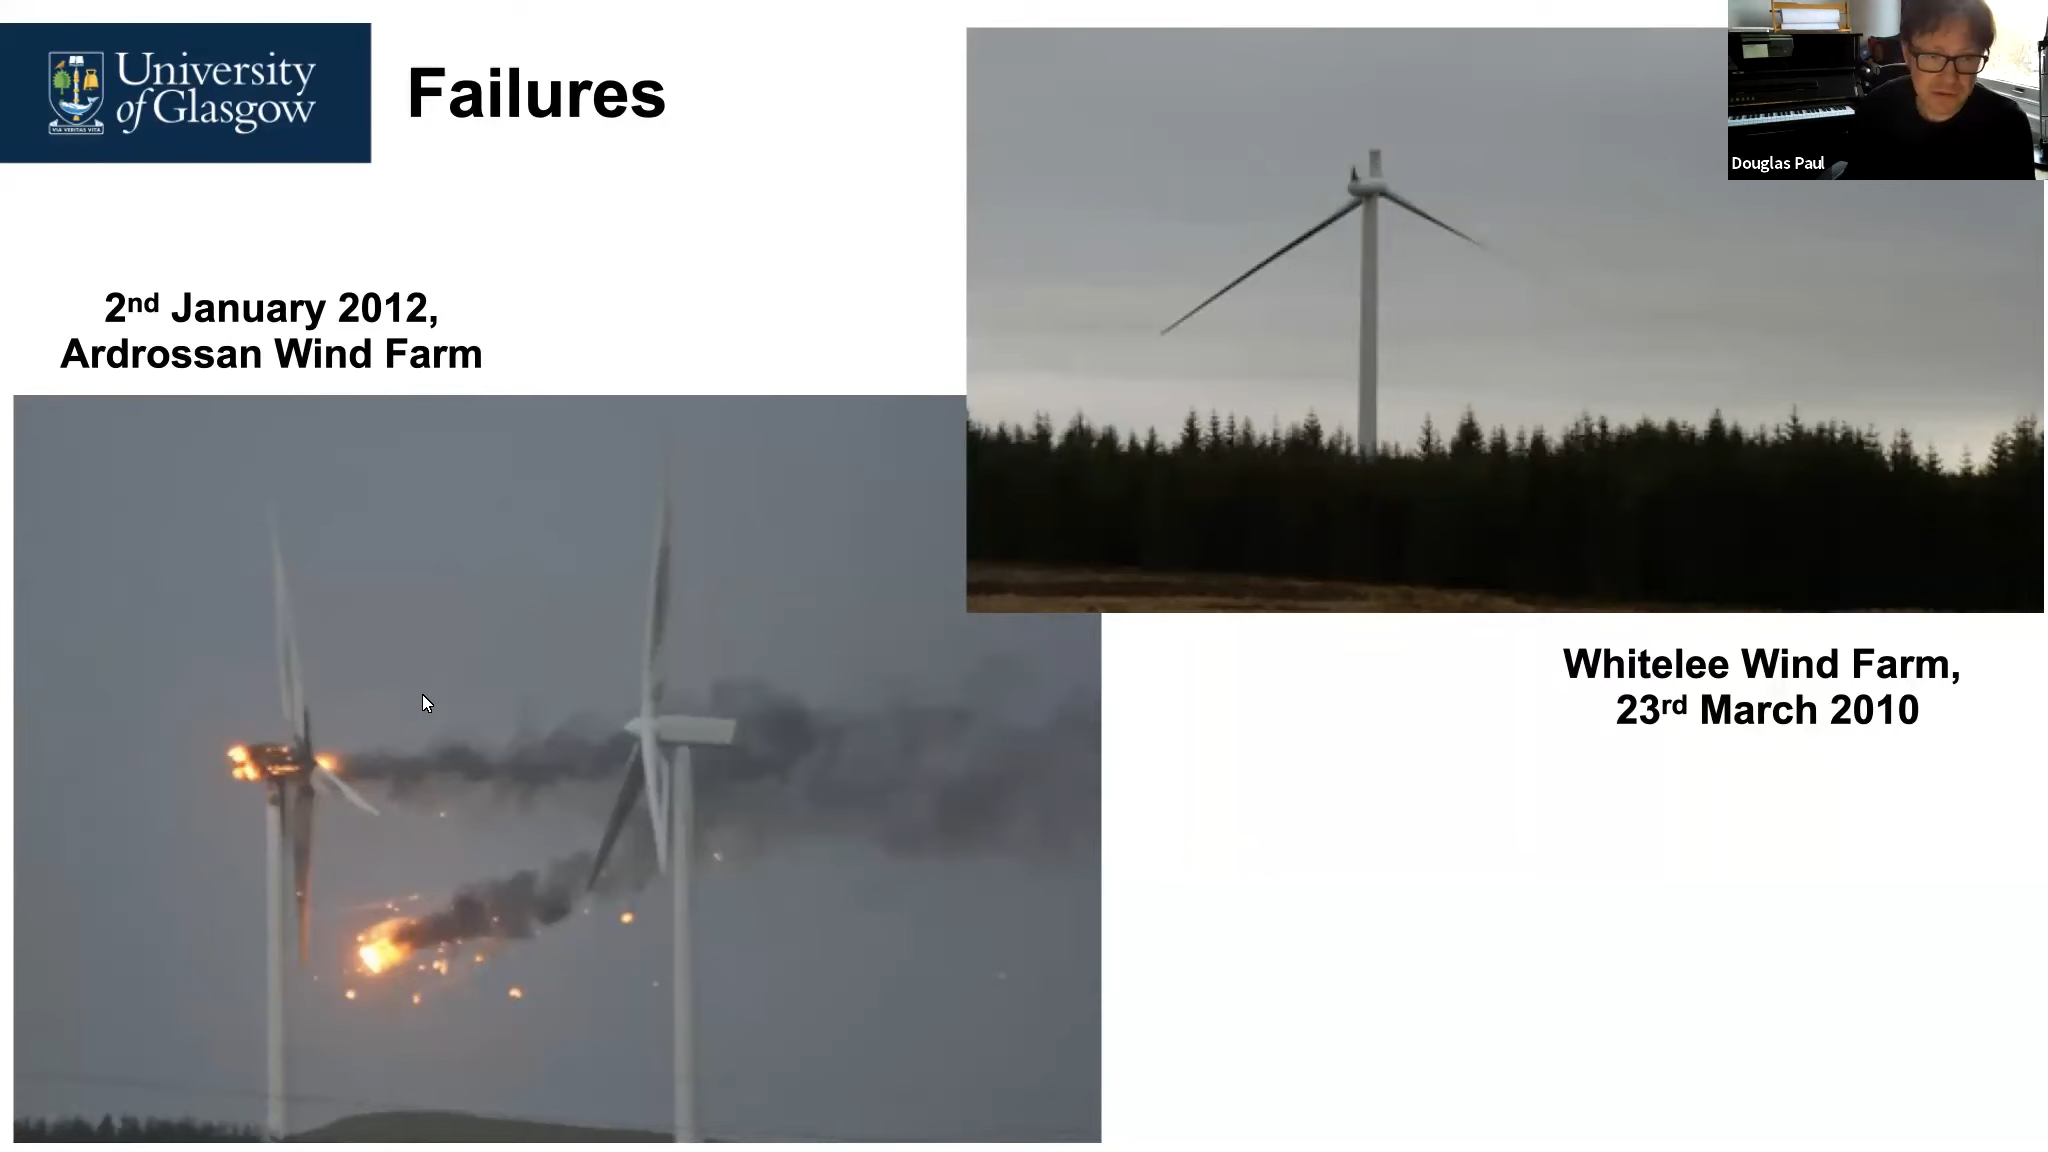 University
of Glasgow
VIA VERITAS VITA
Failures
Douglas Paul
2nd January 2012,
Ardrossan Wind Farm
Whitelee Wind Farm,
23rd March 2010